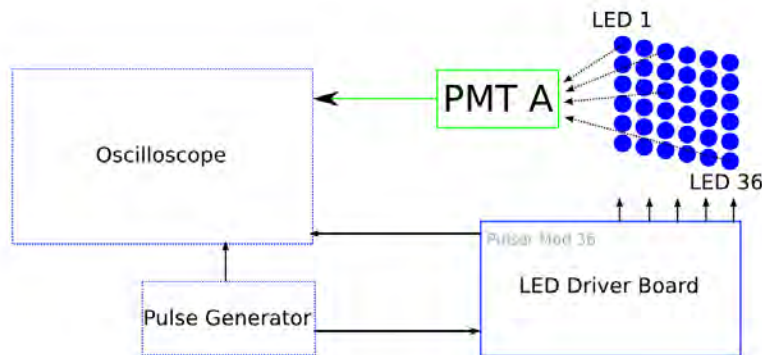 LED 1
PMT A
Oscilloscope
LED 36
Pulser Mod 36
LED Driver Board
Pulse Generator